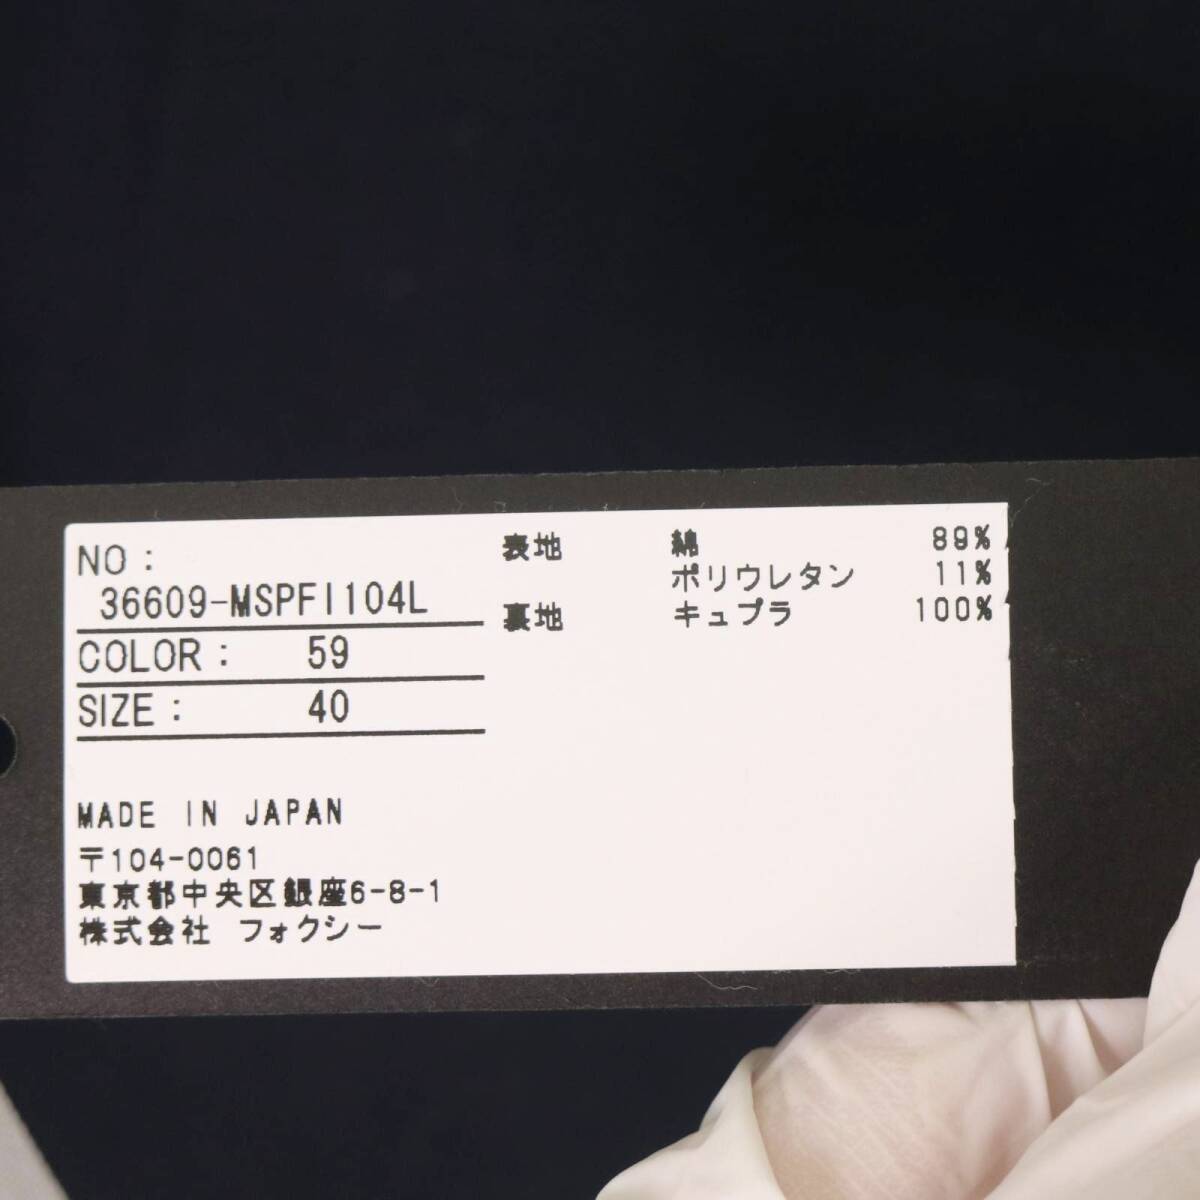 NO :
36609-MSPFI104L
COLOR : 59
SIZE : 40
表地 綿 89%
ポリウレタン 11%
裏地 キュプラ 100%
MADE IN JAPAN
〒104-0061
東京都中央区銀座6-8-1
株式会社 フォクシー